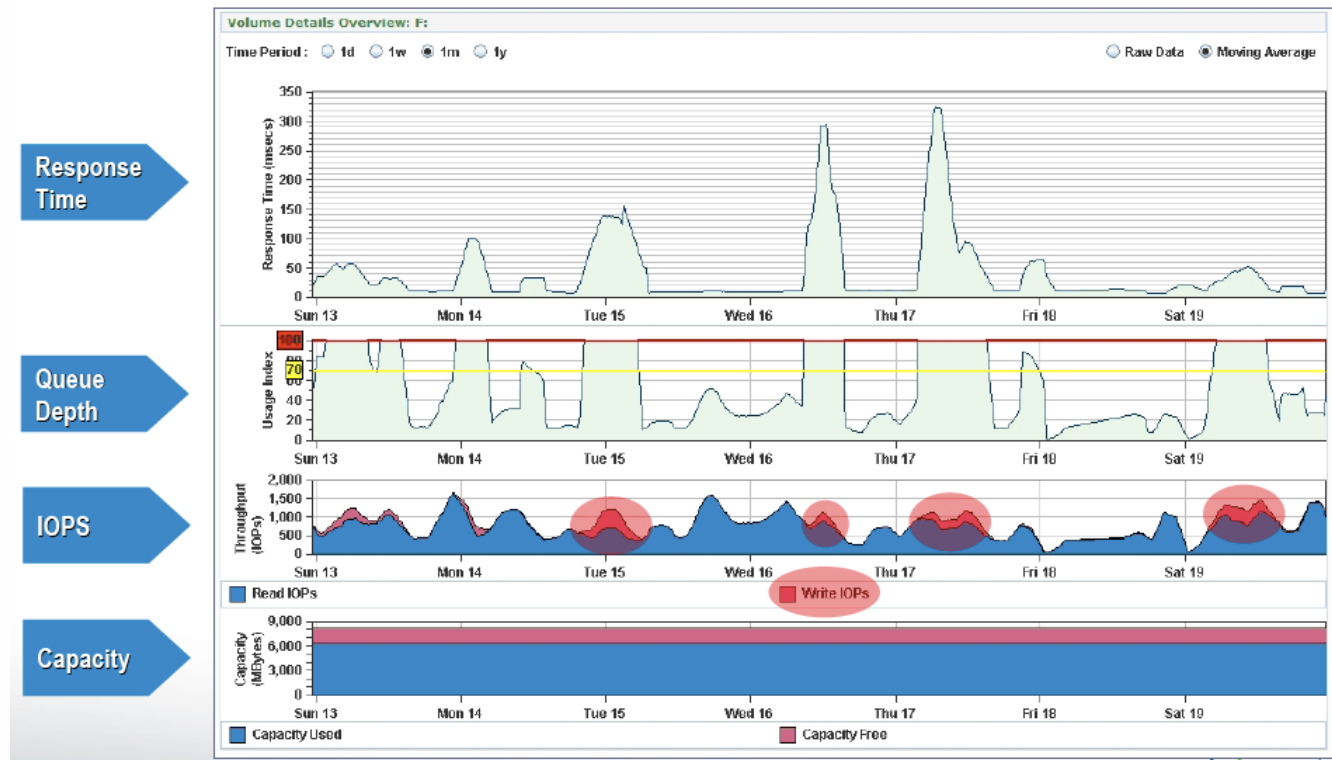 Volume Details Overview: F:
Time Period: 1d 1w 1m 1y Raw Data Moving Average
Response
Time
Response Time (msecs)
350
300
250
200
150
100
50
0
Sun 13 Mon 14 Tue 15 Wed 16 Thu 17 Fri 18 Sat 19
Queue
Depth
Usage Index
100
80
70
60
40
20
0
Sun 13 Mon 14 Tue 15 Wed 16 Thu 17 Fri 18 Sat 19
IOPS
Throughput
(IOPs)
2,000
1,500
1,000
500
0
Sun 13 Mon 14 Tue 15 Wed 16 Thu 17 Fri 18 Sat 19
Read IOPs Write IOPs
Capacity
Capacity
(MBytes)
9,000
6,000
3,000
0
Sun 13 Mon 14 Tue 15 Wed 16 Thu 17 Fri 18 Sat 19
Capacity Used Capacity Free